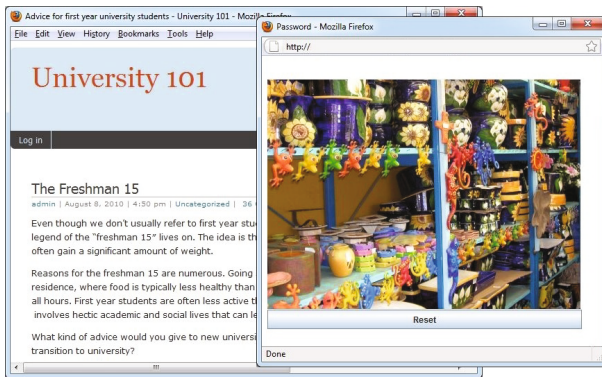 Advice for first year university students - University 101 - Mozilla Firefox
File Edit View History Bookmarks Tools Help
University 101
Log in
The Freshman 15
admin | August 8, 2010 | 4:50 pm | Uncategorized | 36
Even though we don't usually refer to first year
legend of the "freshman 15" lives on. The idea is
often gain a significant amount of weight.
Reasons for the freshman 15 are numerous. Going
residence, where food is typically less healthy than
all hours. First year students are often less active
involves hectic academic and social lives that can
What kind of advice would you give to new
transition to university?
Password - Mozilla Firefox
http://
Reset
Done